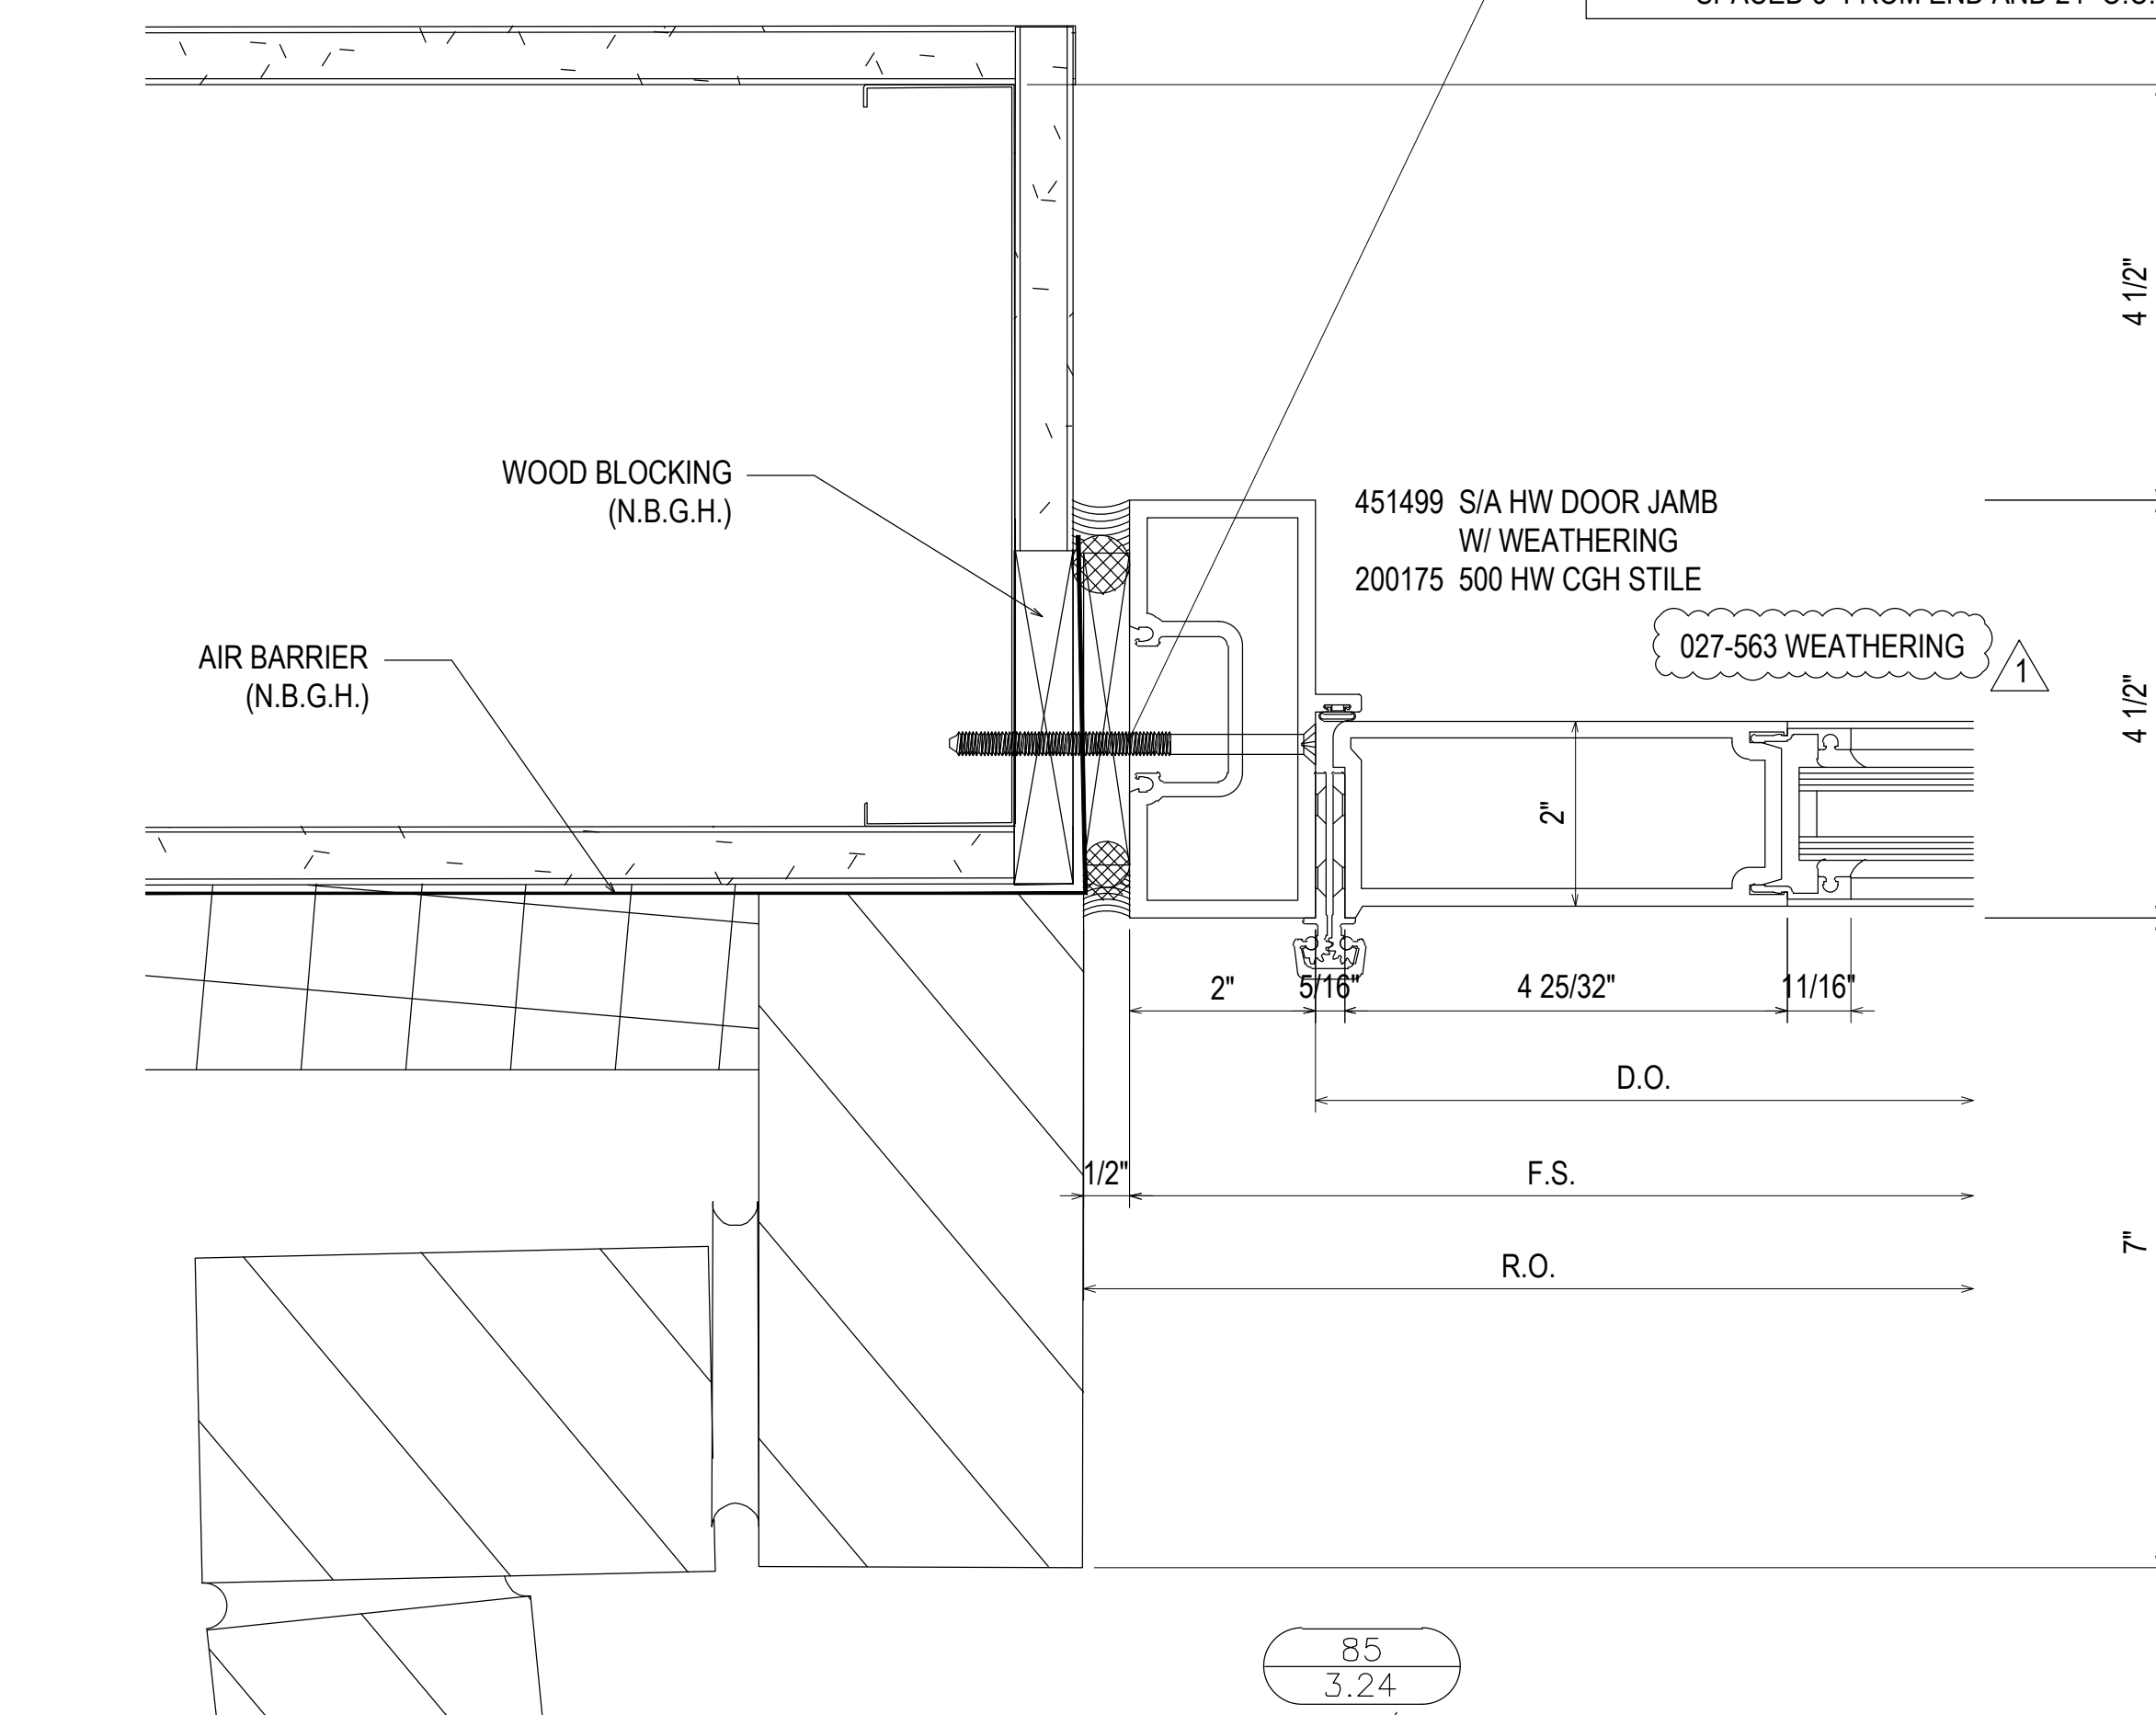 WOOD BLOCKING
(N.B.G.H.)
451499 S/A HW DOOR JAMB
W/ WEATHERING
200175 500 HW CGH STILE
027-563 WEATHERING
1
AIR BARRIER
(N.B.G.H.)
4 1/2"
4 1/2"
2"
2"
5/16"
4 25/32"
11/16"
D.O.
1/2"
F.S.
R.O.
7"
85
3.24